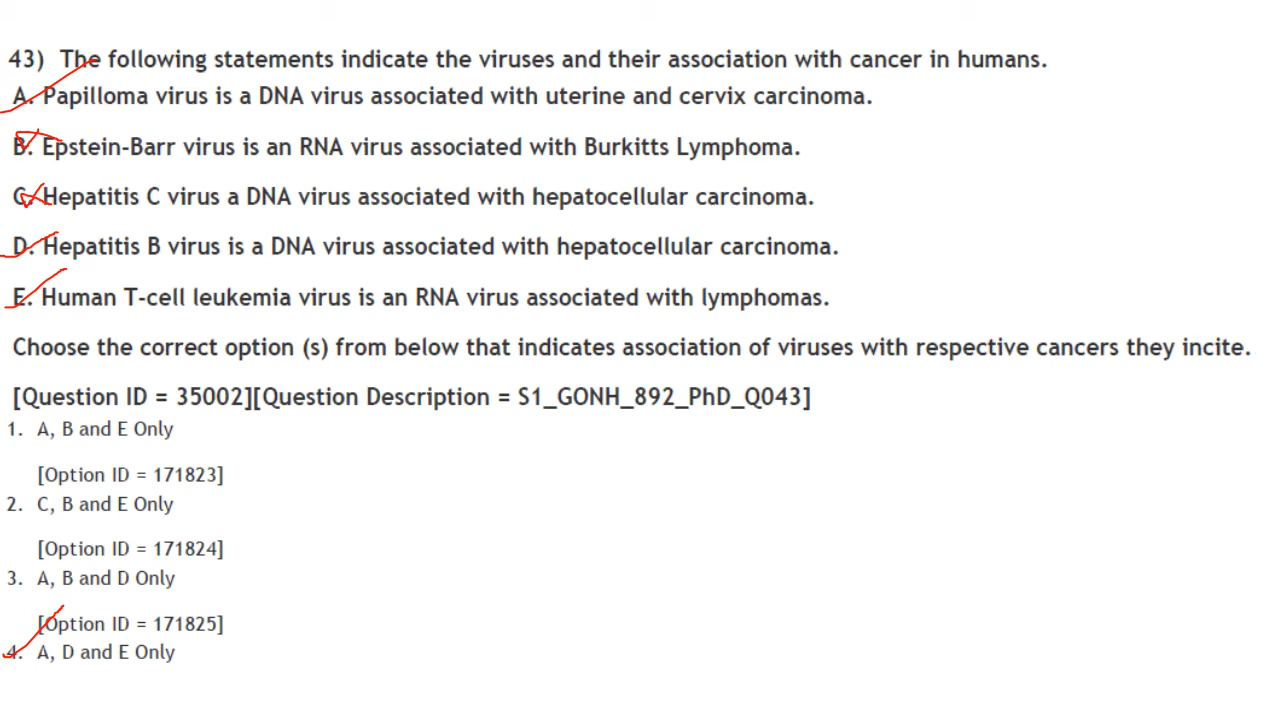 43) The following statements indicate the viruses and their association with cancer in humans.
A. Papilloma virus is a DNA virus associated with uterine and cervix carcinoma.
B. Epstein-Barr virus is an RNA virus associated with Burkitts Lymphoma.
C. Hepatitis C virus a DNA virus associated with hepatocellular carcinoma.
D. Hepatitis B virus is a DNA virus associated with hepatocellular carcinoma.
E. Human T-cell leukemia virus is an RNA virus associated with lymphomas.
Choose the correct option (s) from below that indicates association of viruses with respective cancers they incite.
[Question ID = 35002][Question Description = S1_GONH_892_PhD_Q043]
1. A, B and E Only
[Option ID = 171823]
2. C, B and E Only
[Option ID = 171824]
3. A, B and D Only
[Option ID = 171825]
4. A, D and E Only